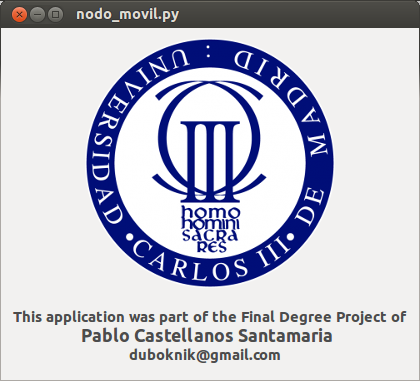 nodo_movil.py
UNIVERSIDAD · CARLOS III · DE MADRID :
homo
homini
sacra
res
This application was part of the Final Degree Project of
Pablo Castellanos Santamaria
duboknik@gmail.com